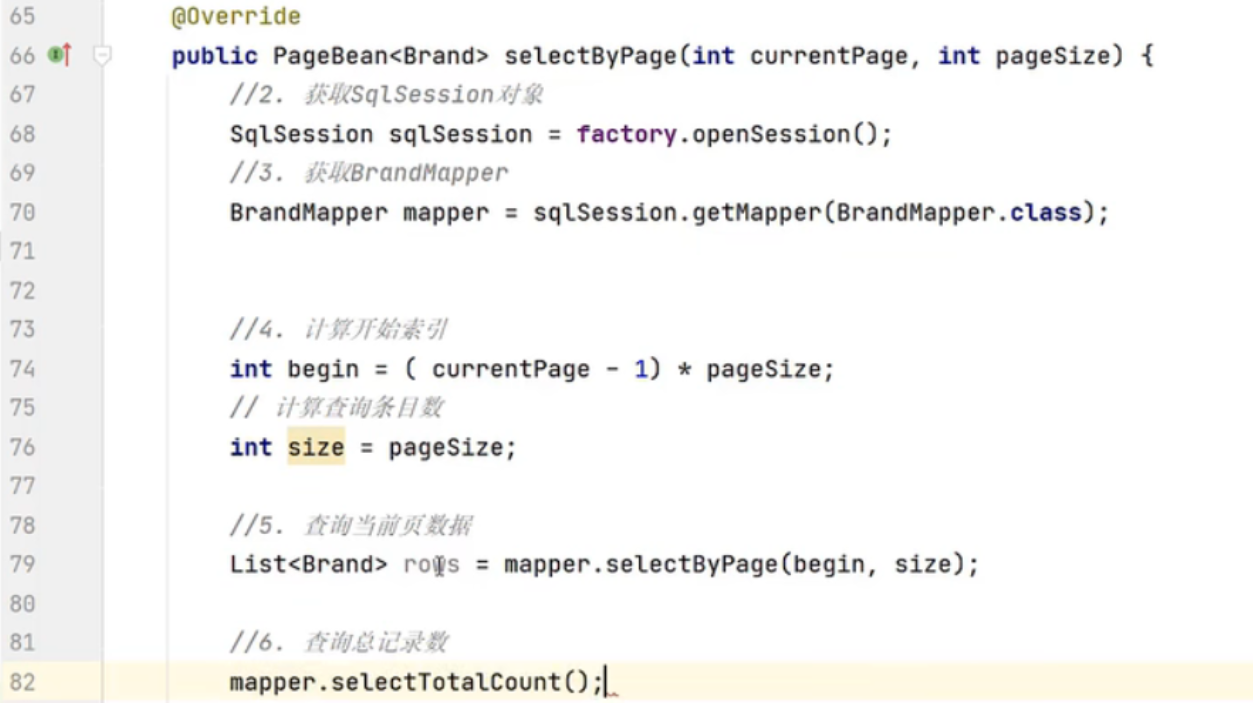 65 @Override
66 public PageBean<Brand> selectByPage(int currentPage, int pageSize) {
67 //2. 获取SqlSession对象
68 SqlSession sqlSession = factory.openSession();
69 //3. 获取BrandMapper
70 BrandMapper mapper = sqlSession.getMapper(BrandMapper.class);
71
72
73 //4. 计算开始索引
74 int begin = ( currentPage - 1) * pageSize;
75 // 计算查询条目数
76 int size = pageSize;
77
78 //5. 查询当前页数据
79 List<Brand> rows = mapper.selectByPage(begin, size);
80
81 //6. 查询总记录数
82 mapper.selectTotalCount();